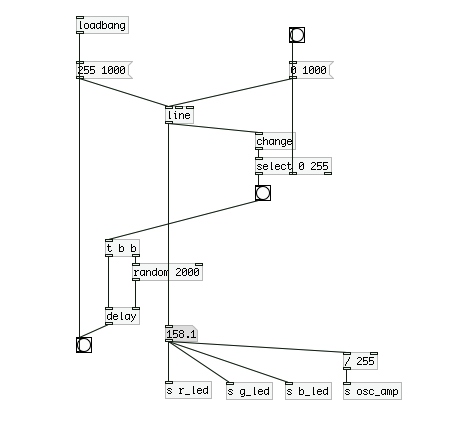 loadbang
255 1000
0 1000
line
change
select 0 255
t b b
random 2000
delay
158.1
/ 255
s r_led
s g_led
s b_led
s osc_amp